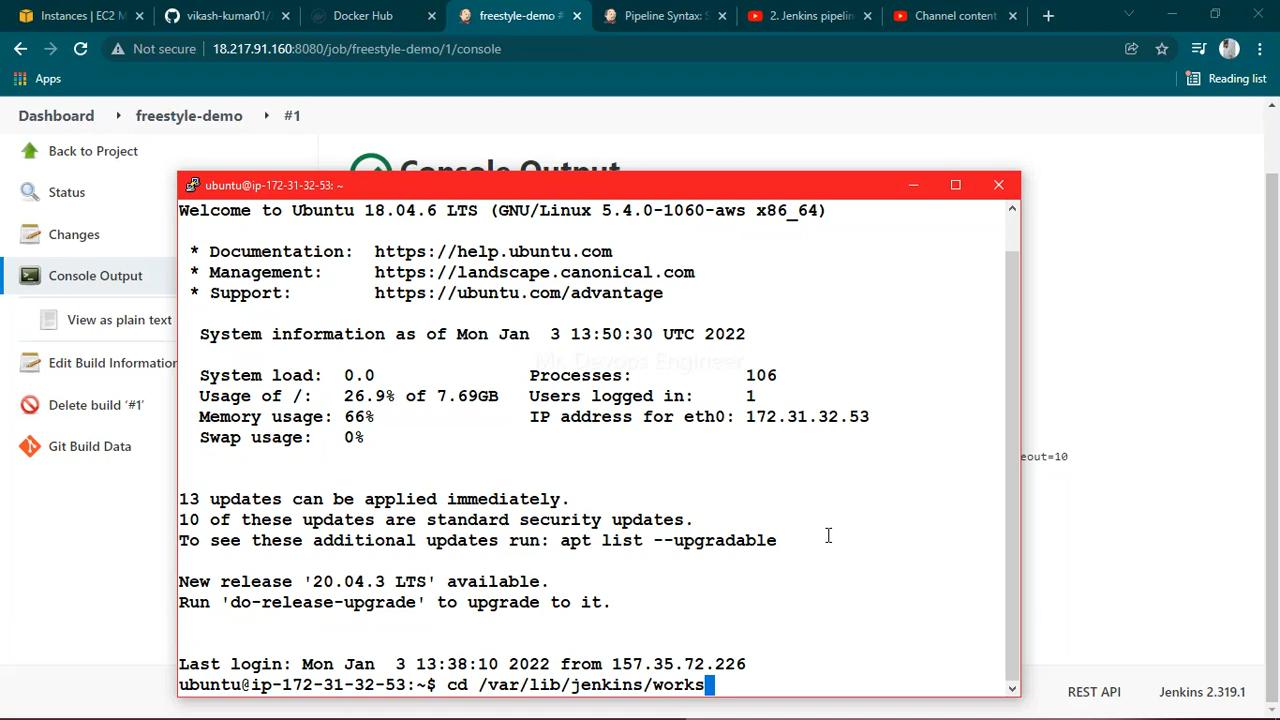 Instances | EC2 M
vikash-kumar01/
Docker Hub
freestyle-demo #
Pipeline Syntax: S
2. Jenkins pipelin
Channel content
Not secure
18.217.91.160:8080/job/freestyle-demo/1/console
Apps
Reading list
Dashboard
freestyle-demo
#1
Back to Project
Console Output
Status
Changes
Console Output
View as plain text
Edit Build Information
Delete build '#1'
Git Build Data
ubuntu@ip-172-31-32-53: ~
Welcome to Ubuntu 18.04.6 LTS (GNU/Linux 5.4.0-1060-aws x86_64)
* Documentation: https://help.ubuntu.com
* Management: https://landscape.canonical.com
* Support: https://ubuntu.com/advantage
System information as of Mon Jan 3 13:50:30 UTC 2022
Mr. Devops Engineer
System load: 0.0 Processes: 106
Usage of /: 26.9% of 7.69GB Users logged in: 1
Memory usage: 66% IP address for eth0: 172.31.32.53
Swap usage: 0%
eout=10
13 updates can be applied immediately.
10 of these updates are standard security updates.
To see these additional updates run: apt list --upgradable
New release '20.04.3 LTS' available.
Run 'do-release-upgrade' to upgrade to it.
Last login: Mon Jan 3 13:38:10 2022 from 157.35.72.226
ubuntu@ip-172-31-32-53:~$ cd /var/lib/jenkins/works
REST API
Jenkins 2.319.1